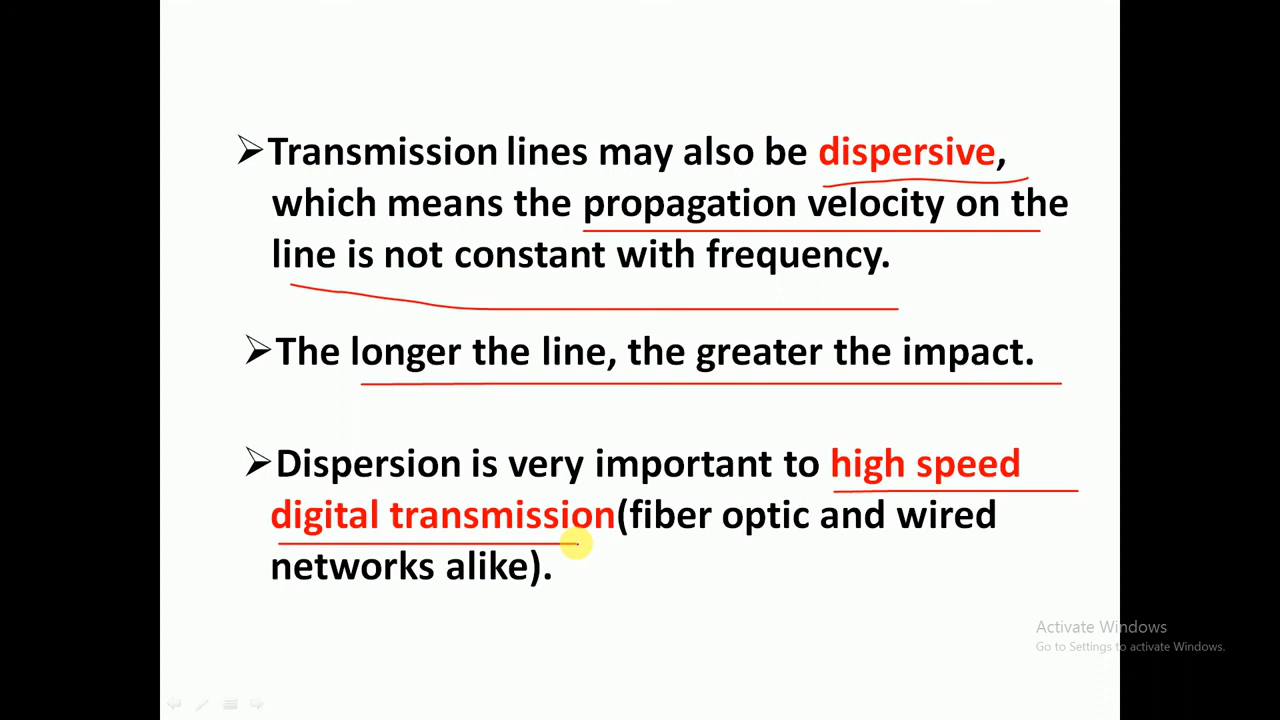 ➢Transmission lines may also be dispersive,
which means the propagation velocity on the
line is not constant with frequency.
➢The longer the line, the greater the impact.
➢Dispersion is very important to high speed
digital transmission(fiber optic and wired
networks alike).
Activate Windows
Go to Settings to activate Windows.